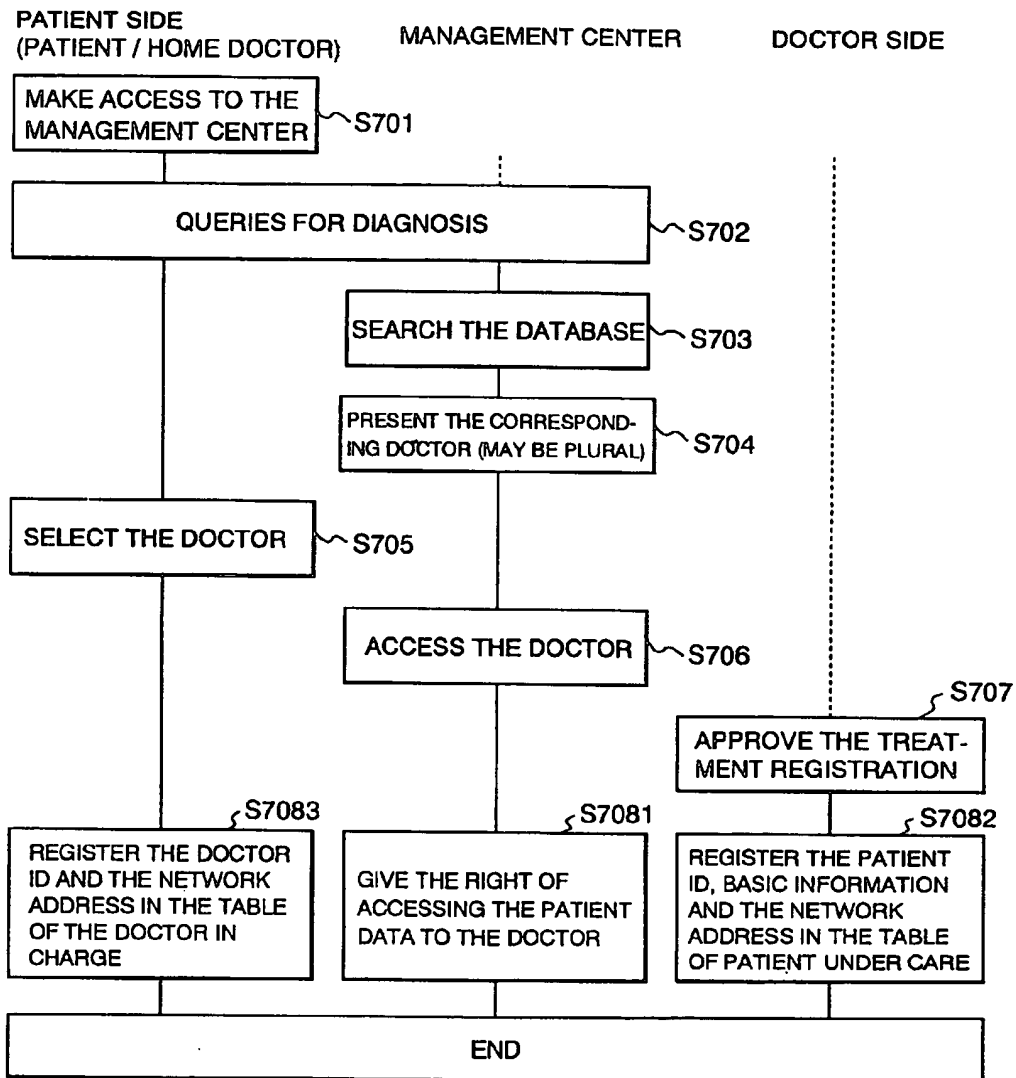 PATIENT SIDE
(PATIENT / HOME DOCTOR)
MANAGEMENT CENTER
DOCTOR SIDE
MAKE ACCESS TO THE
MANAGEMENT CENTER
S701
QUERIES FOR DIAGNOSIS
S702
SEARCH THE DATABASE
S703
PRESENT THE CORRESPOND-
ING DOCTOR (MAY BE PLURAL)
S704
SELECT THE DOCTOR
S705
ACCESS THE DOCTOR
S706
S707
APPROVE THE TREAT-
MENT REGISTRATION
S7083
REGISTER THE DOCTOR
ID AND THE NETWORK
ADDRESS IN THE TABLE
OF THE DOCTOR IN
CHARGE
S7081
GIVE THE RIGHT OF
ACCESSING THE PATIENT
DATA TO THE DOCTOR
S7082
REGISTER THE PATIENT
ID, BASIC INFORMATION
AND THE NETWORK
ADDRESS IN THE TABLE
OF PATIENT UNDER CARE
END